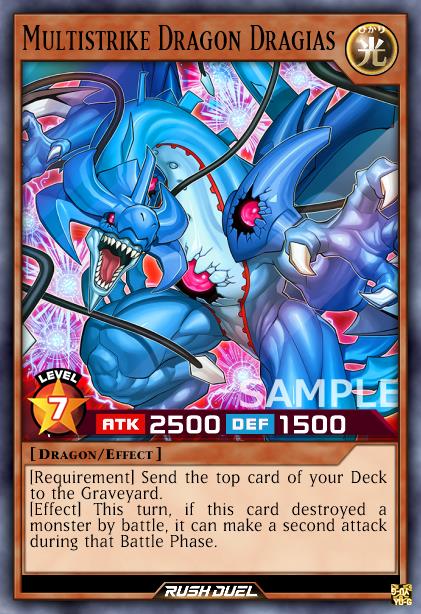 MULTISTRIKE DRAGON DRAGIAS
ひかり
光
SAMPLE
LEVEL
7
ATK 2500 DEF 1500
[DRAGON/EFFECT]
[Requirement] Send the top card of your Deck
to the Graveyard.
[Effect] This turn, if this card destroyed a
monster by battle, it can make a second attack
during that Battle Phase.
RUSH DUEL